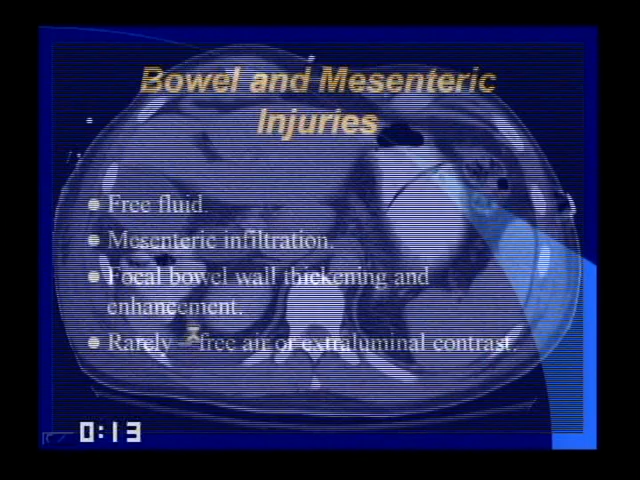 Bowel and Mesenteric
Injuries
Free fluid.
Mesenteric infiltration.
Focal bowel wall thickening and
enhancement.
Rarely – free air or extraluminal contrast.
0:13